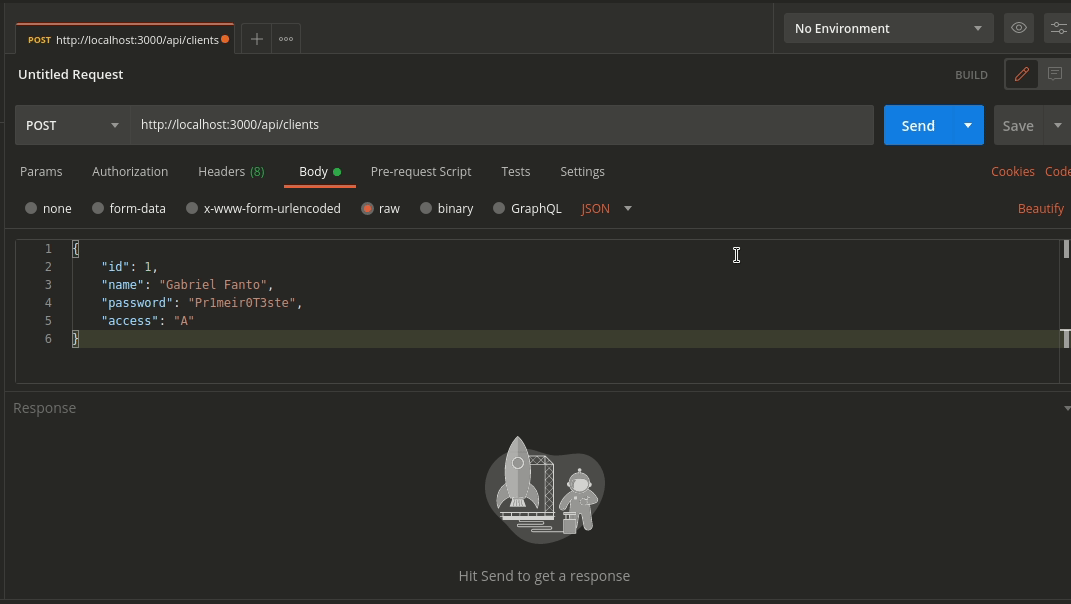 POST http://localhost:3000/api/clients
No Environment
Untitled Request
BUILD
POST http://localhost:3000/api/clients Send Save
Params Authorization Headers (8) Body Pre-request Script Tests Settings Cookies Code
none form-data x-www-form-urlencoded raw binary GraphQL JSON Beautify
1 {
2 "id": 1,
3 "name": "Gabriel Fanto",
4 "password": "Pr1meir0T3ste",
5 "access": "A"
6 }
Response
Hit Send to get a response